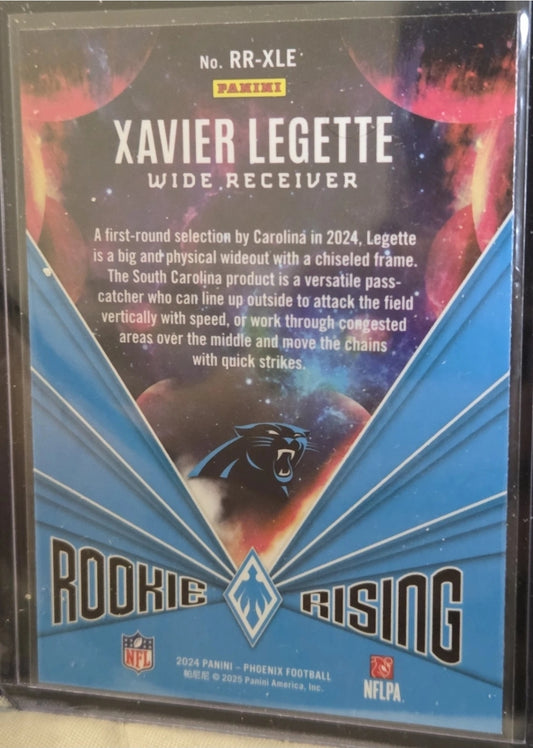 No. RR-XLE
PANINI
XAVIER LEGETTE
WIDE RECEIVER
A first-round selection by Carolina in 2024, Legette
is a big and physical wideout with a chiseled frame.
The South Carolina product is a versatile pass-
catcher who can line up outside to attack the field
vertically with speed, or work through congested
areas over the middle and move the chains
with quick strikes.
ROOKIE RISING
NFL
2024 PANINI – PHOENIX FOOTBALL
帕尼尼 © 2025 Panini America, Inc.
NFLPA